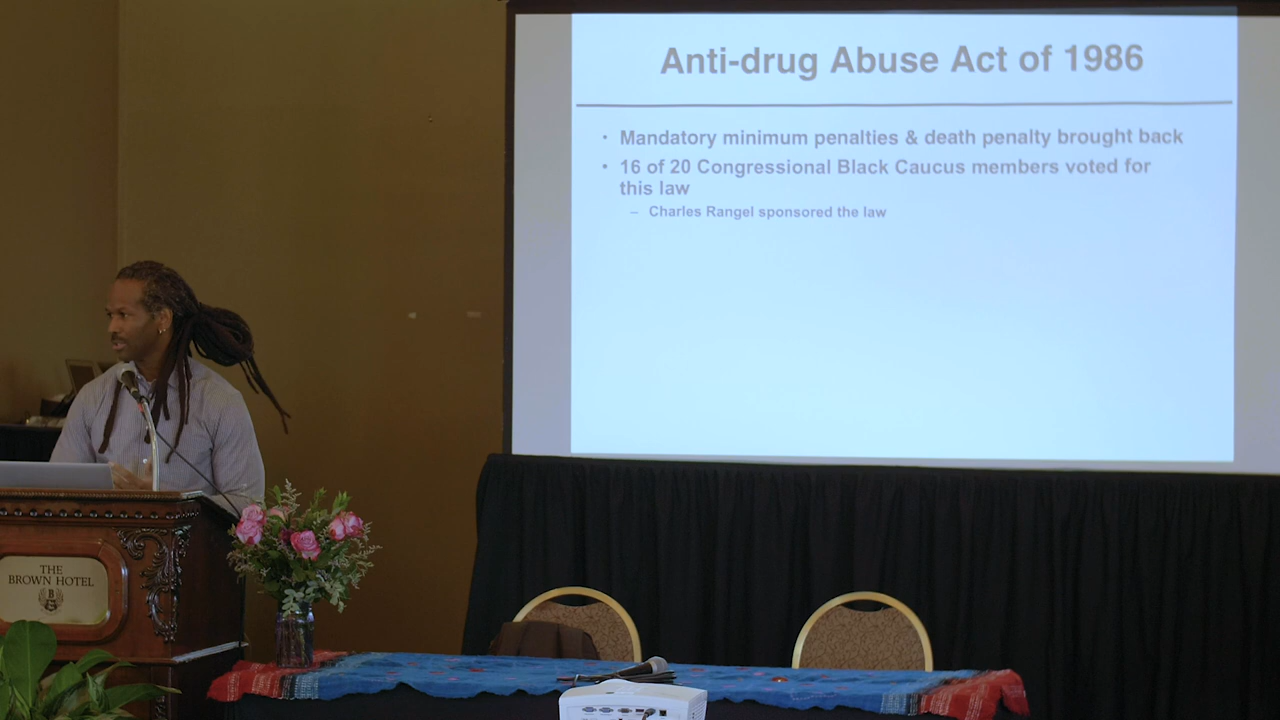 Anti-drug Abuse Act of 1986
• Mandatory minimum penalties & death penalty brought back
• 16 of 20 Congressional Black Caucus members voted for
this law
– Charles Rangel sponsored the law
THE
BROWN HOTEL
B